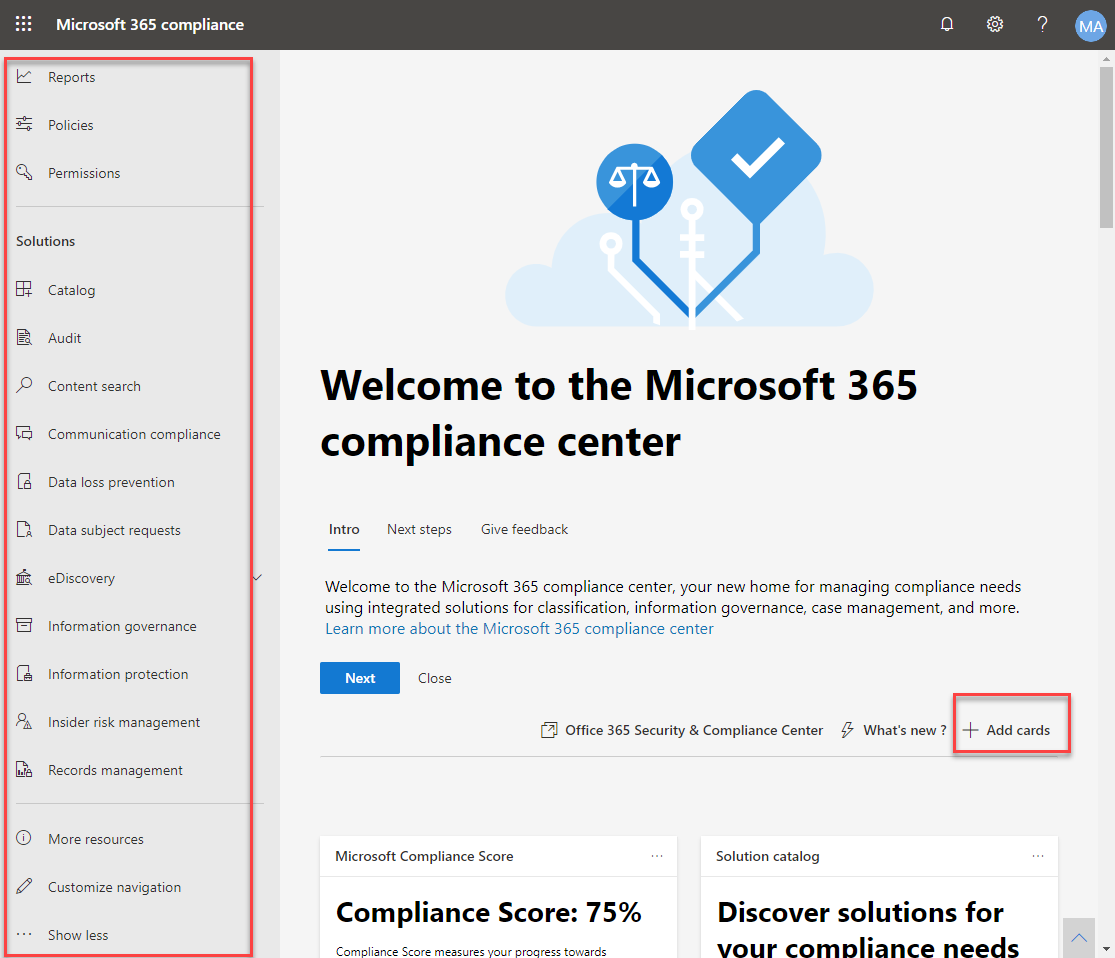 Microsoft 365 compliance
MA
Reports
Policies
Permissions
Solutions
Catalog
Audit
Content search
Communication compliance
Data loss prevention
Data subject requests
eDiscovery
Information governance
Information protection
Insider risk management
Records management
More resources
Customize navigation
Show less
Welcome to the Microsoft 365
compliance center
Intro
Next steps
Give feedback
Welcome to the Microsoft 365 compliance center, your new home for managing compliance needs
using integrated solutions for classification, information governance, case management, and more.
Learn more about the Microsoft 365 compliance center
Next
Close
Office 365 Security & Compliance Center
What's new ?
Add cards
Microsoft Compliance Score
Compliance Score: 75%
Compliance Score measures your progress towards
Solution catalog
Discover solutions for
your compliance needs